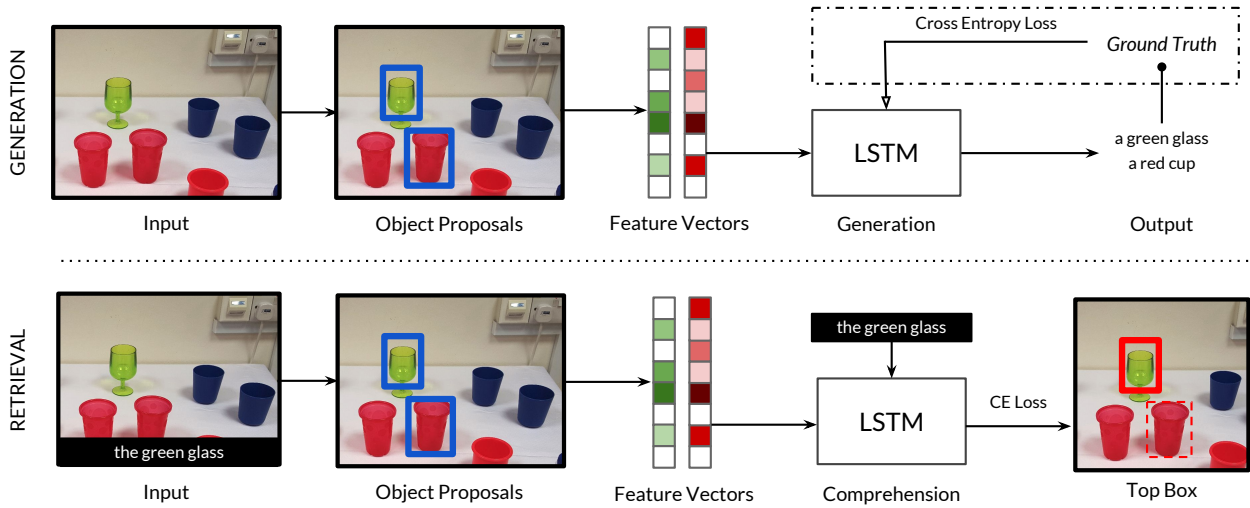 GENERATION
Cross Entropy Loss
Ground Truth
LSTM
a green glass
a red cup
Input
Object Proposals
Feature Vectors
Generation
Output
RETRIEVAL
the green glass
the green glass
LSTM
CE Loss
Input
Object Proposals
Feature Vectors
Comprehension
Top Box